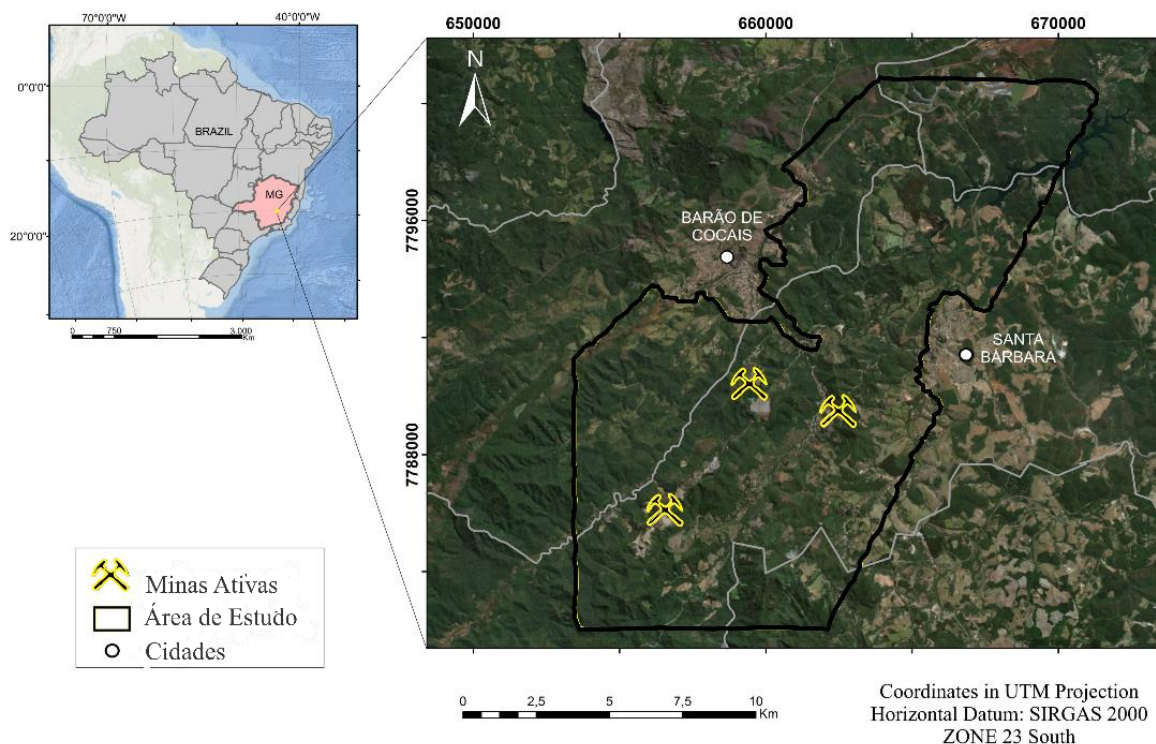 70°0'0"W
40°0'0"W
0°0'0"
20°0'0"
BRAZIL
MG
0
750
3.000
Km
650000
660000
670000
7796000
7788000
N
BARÃO DE
COCAIS
SANTA
BÁRBARA
Minas Ativas
Área de Estudo
Cidades
0
2,5
5
7,5
10
Km
Coordinates in UTM Projection
Horizontal Datum: SIRGAS 2000
ZONE 23 South